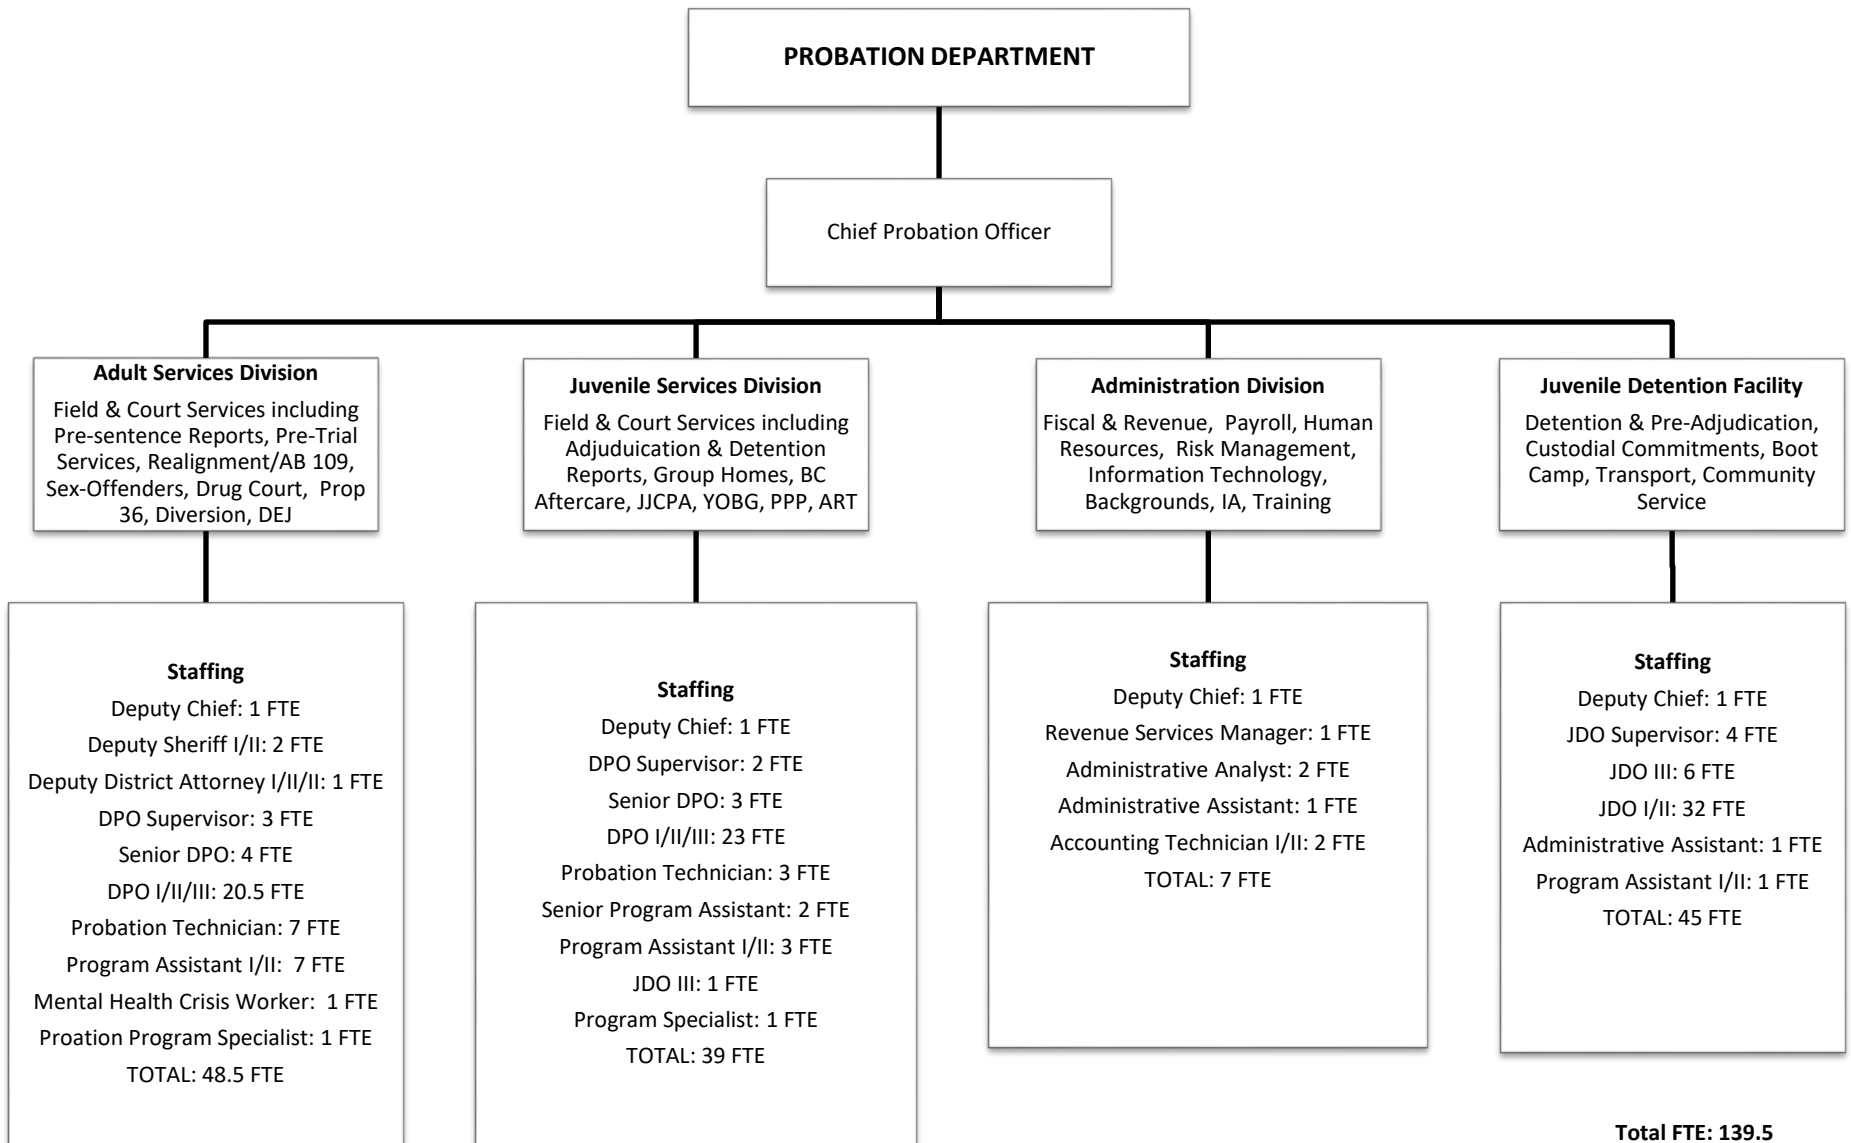 PROBATION DEPARTMENT
Chief Probation Officer
Adult Services Division
Field & Court Services including
Pre-sentence Reports, Pre-Trial
Services, Realignment/AB 109,
Sex-Offenders, Drug Court, Prop
36, Diversion, DEJ
Juvenile Services Division
Field & Court Services including
Adjuduication & Detention
Reports, Group Homes, BC
Aftercare, JJCPA, YOBG, PPP, ART
Administration Division
Fiscal & Revenue, Payroll, Human
Resources, Risk Management,
Information Technology,
Backgrounds, IA, Training
Juvenile Detention Facility
Detention & Pre-Adjudication,
Custodial Commitments, Boot
Camp, Transport, Community
Service
Staffing
Deputy Chief: 1 FTE
Deputy Sheriff I/II: 2 FTE
Deputy District Attorney I/II/II: 1 FTE
DPO Supervisor: 3 FTE
Senior DPO: 4 FTE
DPO I/II/III: 20.5 FTE
Probation Technician: 7 FTE
Program Assistant I/II: 7 FTE
Mental Health Crisis Worker: 1 FTE
Proation Program Specialist: 1 FTE
TOTAL: 48.5 FTE
Staffing
Deputy Chief: 1 FTE
DPO Supervisor: 2 FTE
Senior DPO: 3 FTE
DPO I/II/III: 23 FTE
Probation Technician: 3 FTE
Senior Program Assistant: 2 FTE
Program Assistant I/II: 3 FTE
JDO III: 1 FTE
Program Specialist: 1 FTE
TOTAL: 39 FTE
Staffing
Deputy Chief: 1 FTE
Revenue Services Manager: 1 FTE
Administrative Analyst: 2 FTE
Administrative Assistant: 1 FTE
Accounting Technician I/II: 2 FTE
TOTAL: 7 FTE
Staffing
Deputy Chief: 1 FTE
JDO Supervisor: 4 FTE
JDO III: 6 FTE
JDO I/II: 32 FTE
Administrative Assistant: 1 FTE
Program Assistant I/II: 1 FTE
TOTAL: 45 FTE
Total FTE: 139.5